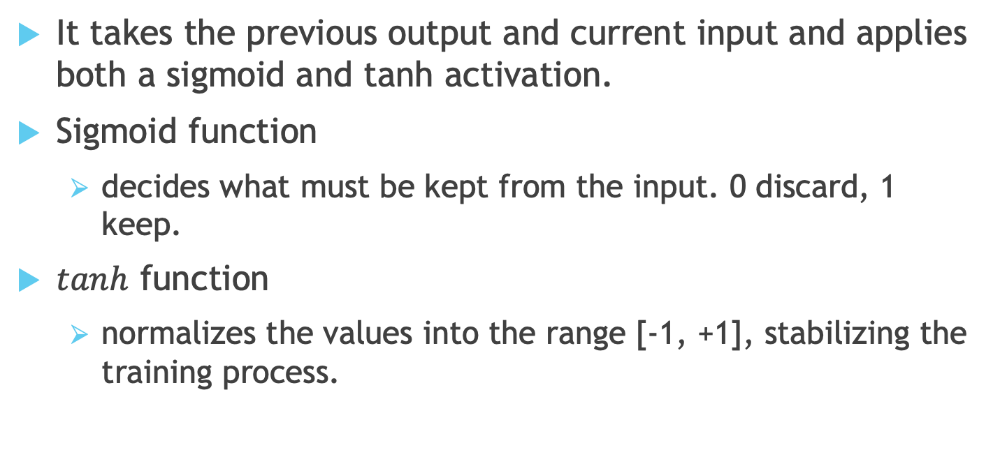 It takes the previous output and current input and applies
both a sigmoid and tanh activation.
Sigmoid function
decides what must be kept from the input. 0 discard, 1
keep.
tanh function
normalizes the values into the range [-1, +1], stabilizing the
training process.